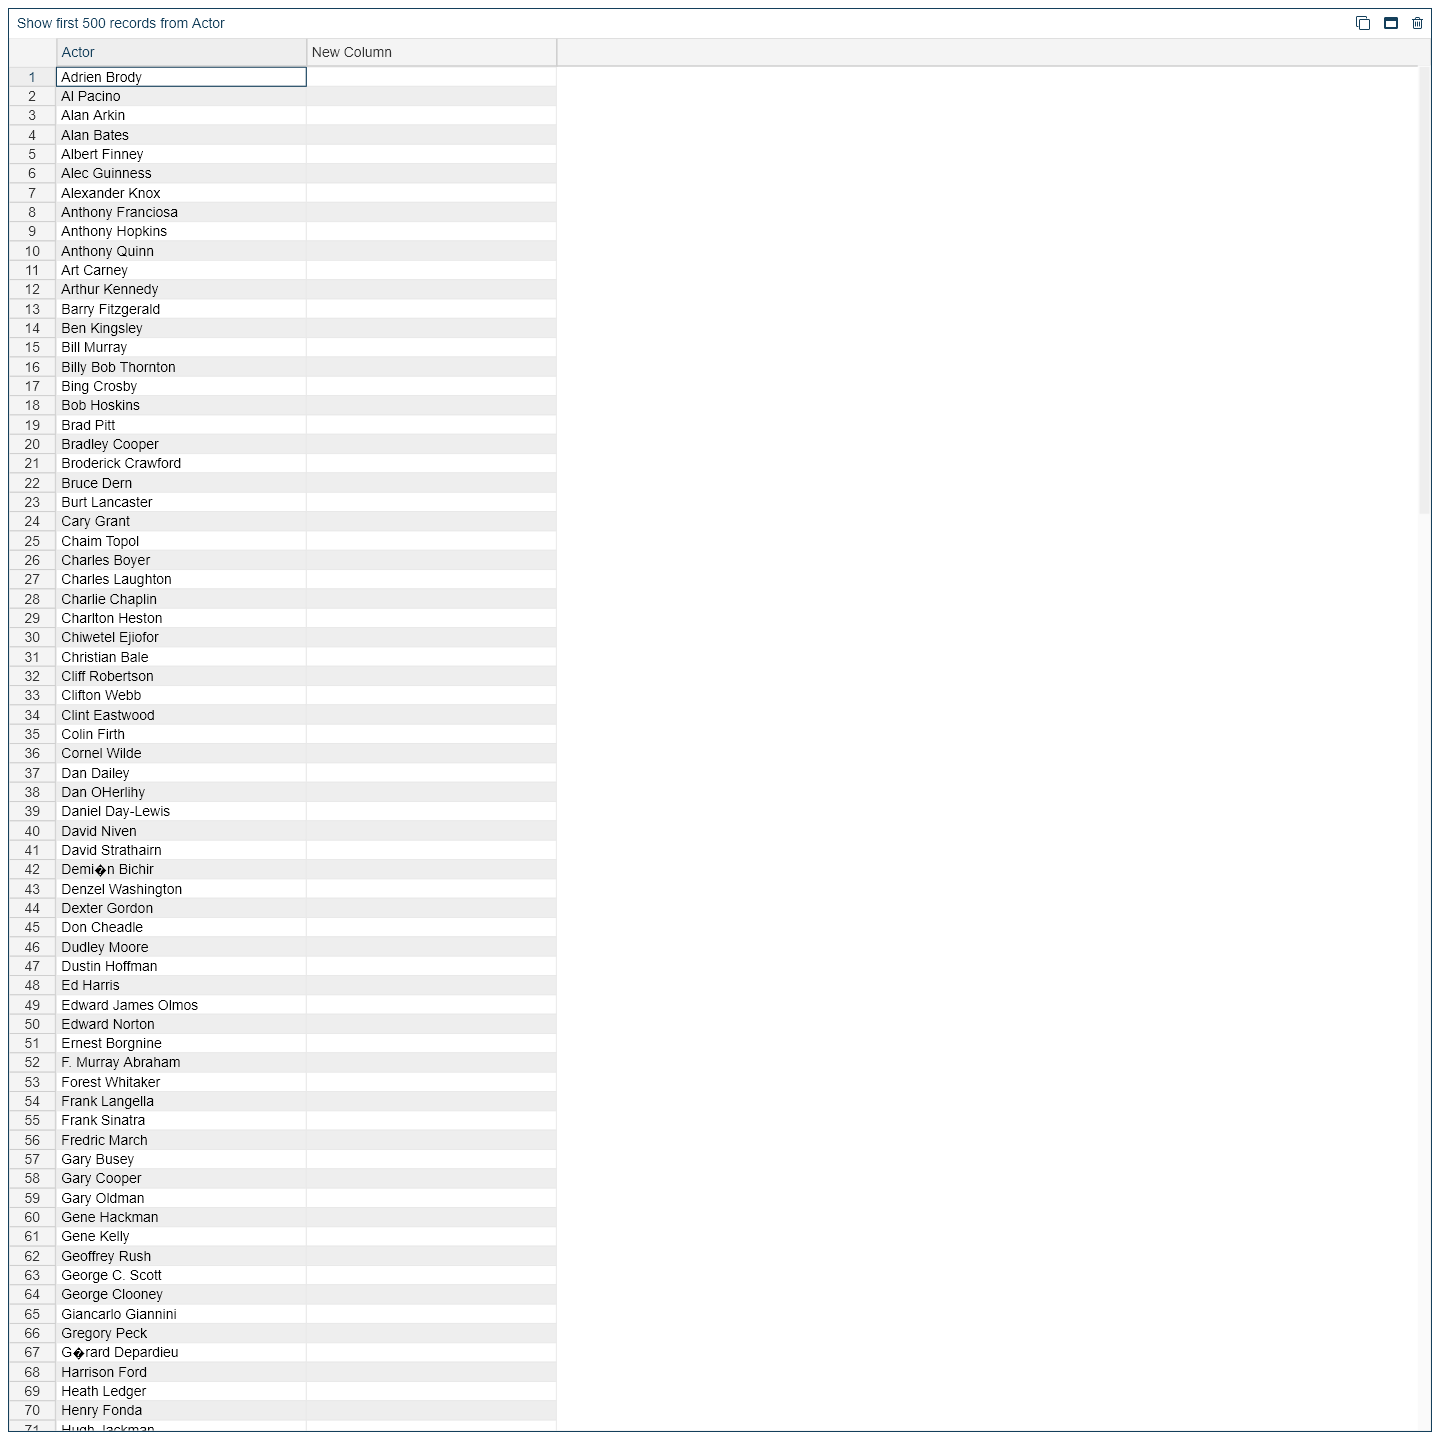 Show first 500 records from Actor
Actor New Column
1 Adrien Brody
2 Al Pacino
3 Alan Arkin
4 Alan Bates
5 Albert Finney
6 Alec Guinness
7 Alexander Knox
8 Anthony Franciosa
9 Anthony Hopkins
10 Anthony Quinn
11 Art Carney
12 Arthur Kennedy
13 Barry Fitzgerald
14 Ben Kingsley
15 Bill Murray
16 Billy Bob Thornton
17 Bing Crosby
18 Bob Hoskins
19 Brad Pitt
20 Bradley Cooper
21 Broderick Crawford
22 Bruce Dern
23 Burt Lancaster
24 Cary Grant
25 Chaim Topol
26 Charles Boyer
27 Charles Laughton
28 Charlie Chaplin
29 Charlton Heston
30 Chiwetel Ejiofor
31 Christian Bale
32 Cliff Robertson
33 Clifton Webb
34 Clint Eastwood
35 Colin Firth
36 Cornel Wilde
37 Dan Dailey
38 Dan OHerlihy
39 Daniel Day-Lewis
40 David Niven
41 David Strathairn
42 Demi�n Bichir
43 Denzel Washington
44 Dexter Gordon
45 Don Cheadle
46 Dudley Moore
47 Dustin Hoffman
48 Ed Harris
49 Edward James Olmos
50 Edward Norton
51 Ernest Borgnine
52 F. Murray Abraham
53 Forest Whitaker
54 Frank Langella
55 Frank Sinatra
56 Fredric March
57 Gary Busey
58 Gary Cooper
59 Gary Oldman
60 Gene Hackman
61 Gene Kelly
62 Geoffrey Rush
63 George C. Scott
64 George Clooney
65 Giancarlo Giannini
66 Gregory Peck
67 G�rard Depardieu
68 Harrison Ford
69 Heath Ledger
70 Henry Fonda
71 Hugh Jackman